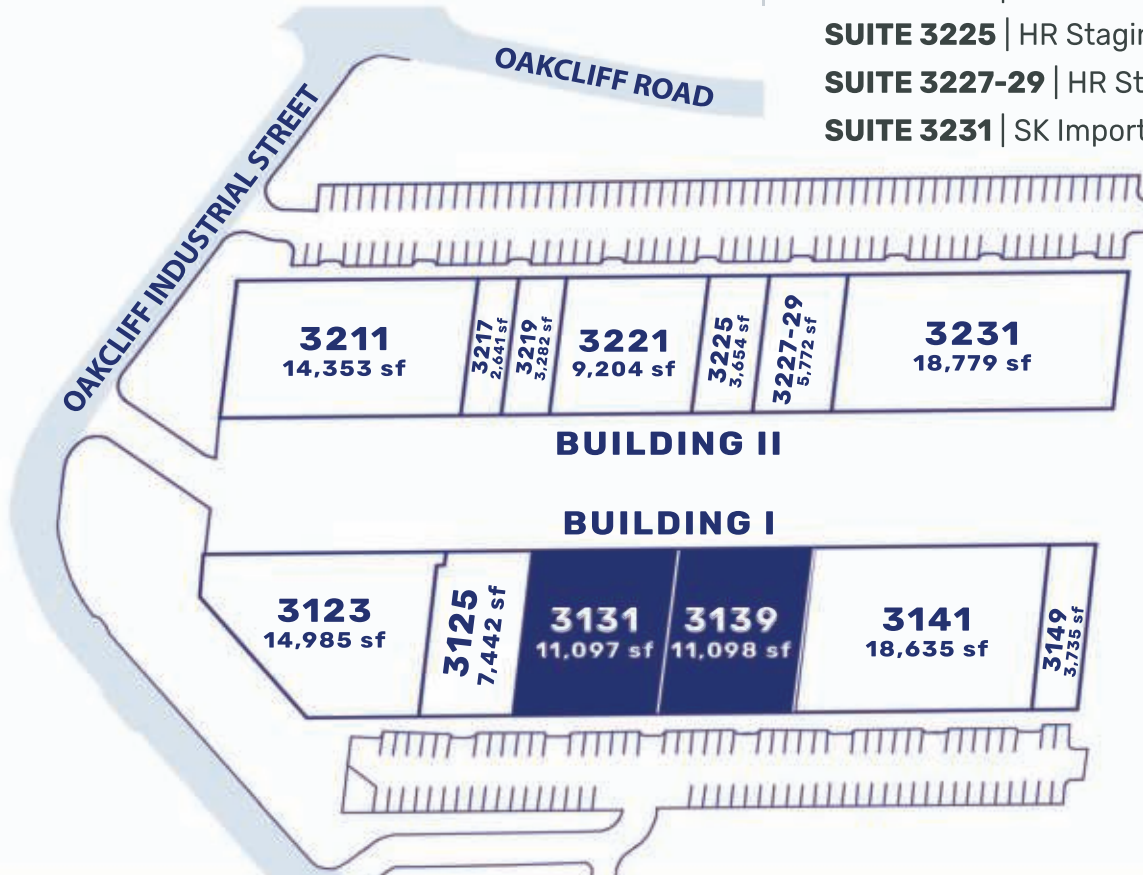 SUITE 3225 | HR
SUITE 3227-29 | HR
SUITE 3231 | SK
OAKCLIFF ROAD
OAKCLIFF INDUSTRIAL STREET
3211
14,353 sf
3217
2,641 sf
3219
3,282 sf
3221
9,204 sf
3225
3,654 sf
3227-29
5,772 sf
3231
18,779 sf
BUILDING II
BUILDING I
3123
14,985 sf
3125
7,442 sf
3131
11,097 sf
3139
11,098 sf
3141
18,635 sf
3149
3,735 sf